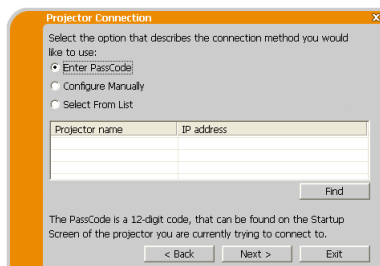 Projector Connection x
Select the option that describes the connection method you would
like to use:
Enter PassCode
Configure Manually
Select From List
Projector name IP address
Find
The PassCode is a 12-digit code, that can be found on the Startup
Screen of the projector you are currently trying to connect to.
< Back Next > Exit